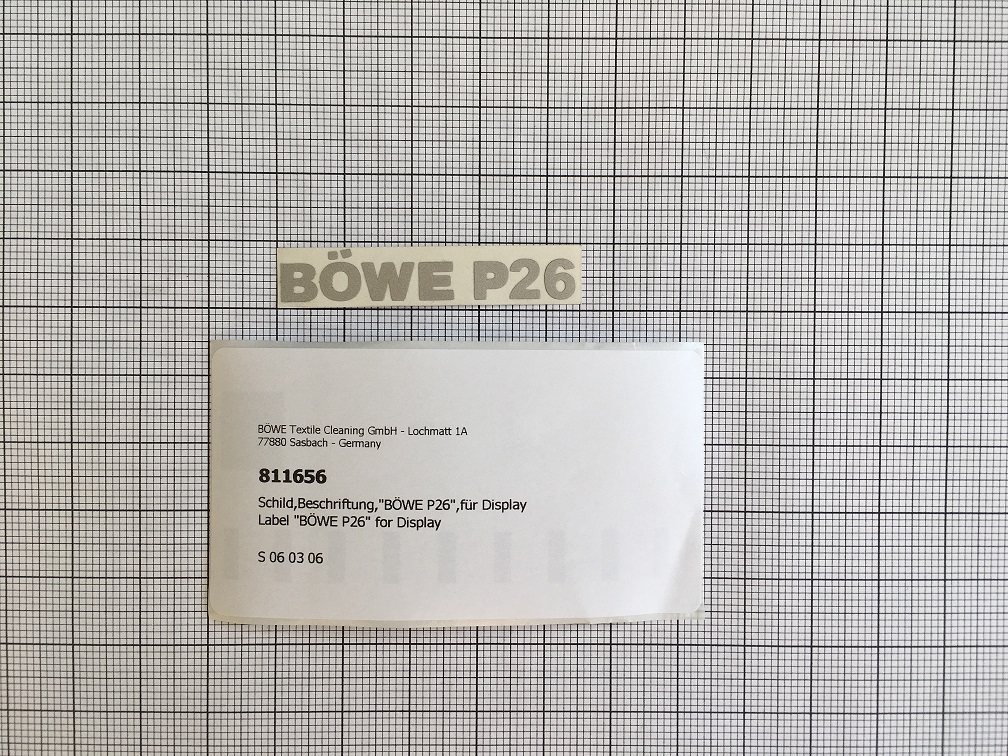 BÖWE P26
BÖWE Textile Cleaning GmbH - Lochmatt 1A
77880 Sasbach - Germany
811656
Schild,Beschriftung,"BÖWE P26",für Display
Label "BÖWE P26" for Display
S 06 03 06